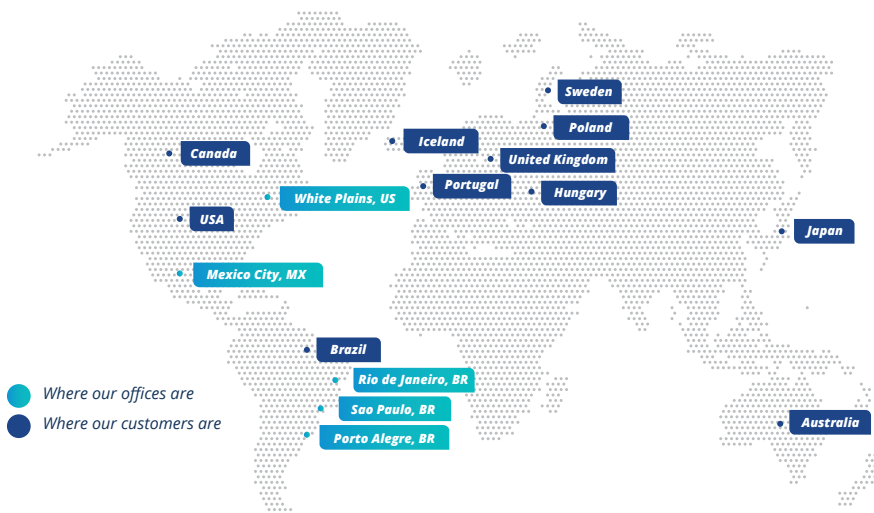 Sweden
Poland
Iceland
Canada
United Kingdom
Portugal
Hungary
White Plains, US
USA
Japan
Mexico City, MX
Brazil
Rio de Janeiro, BR
Where our offices are
Sao Paulo, BR
Where our customers are
Australia
Porto Alegre, BR